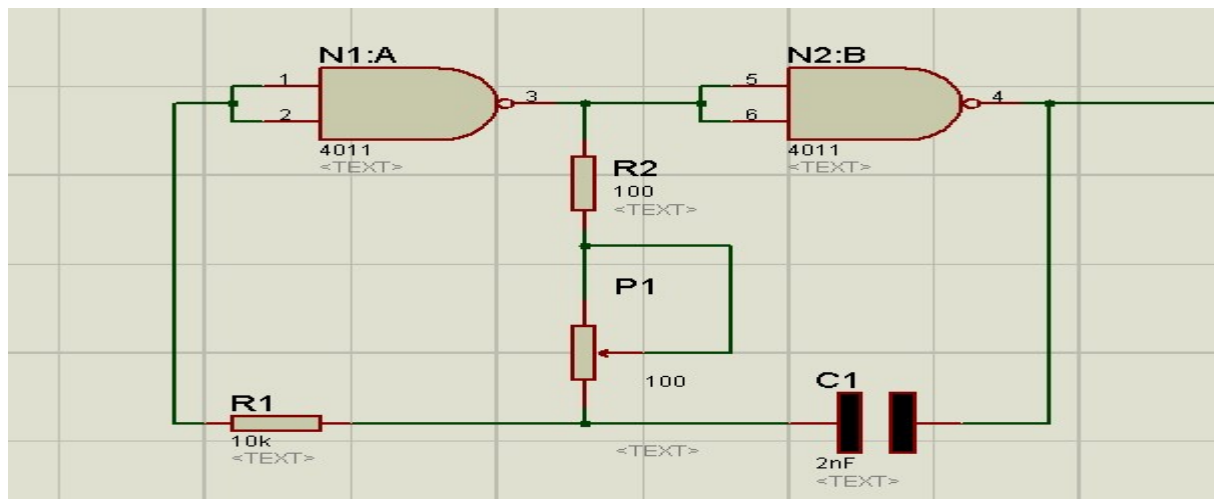 N1:A
1
2
3
4011
<TEXT>
N2:B
5
6
4
4011
<TEXT>
R2
100
<TEXT>
P1
100
<TEXT>
R1
10k
<TEXT>
C1
2nF
<TEXT>